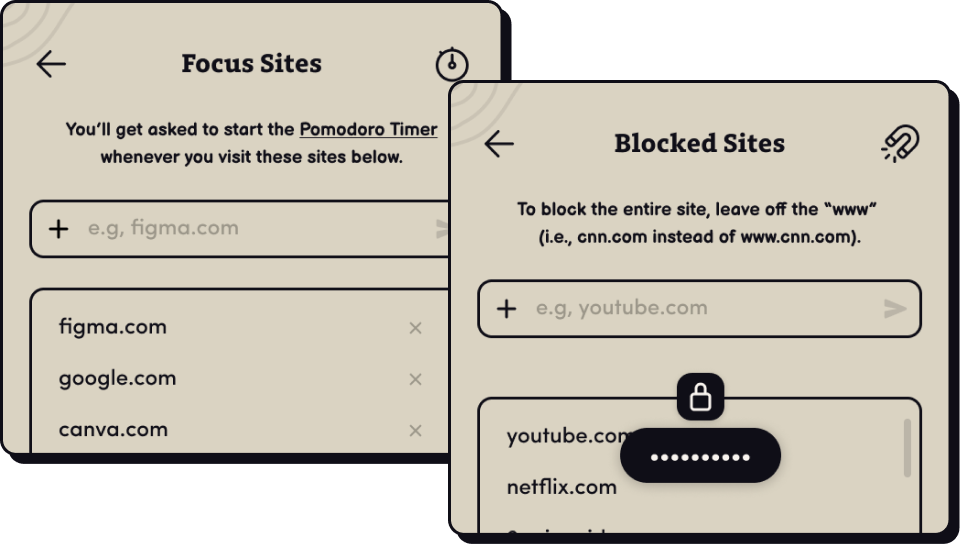 Focus Sites
You’ll get asked to start the Pomodoro Timer
whenever you visit these sites below.
e.g, figma.com
figma.com
google.com
canva.com
Blocked Sites
To block the entire site, leave off the “www”
(i.e., cnn.com instead of www.cnn.com).
e.g, youtube.com
youtube.com
netflix.com